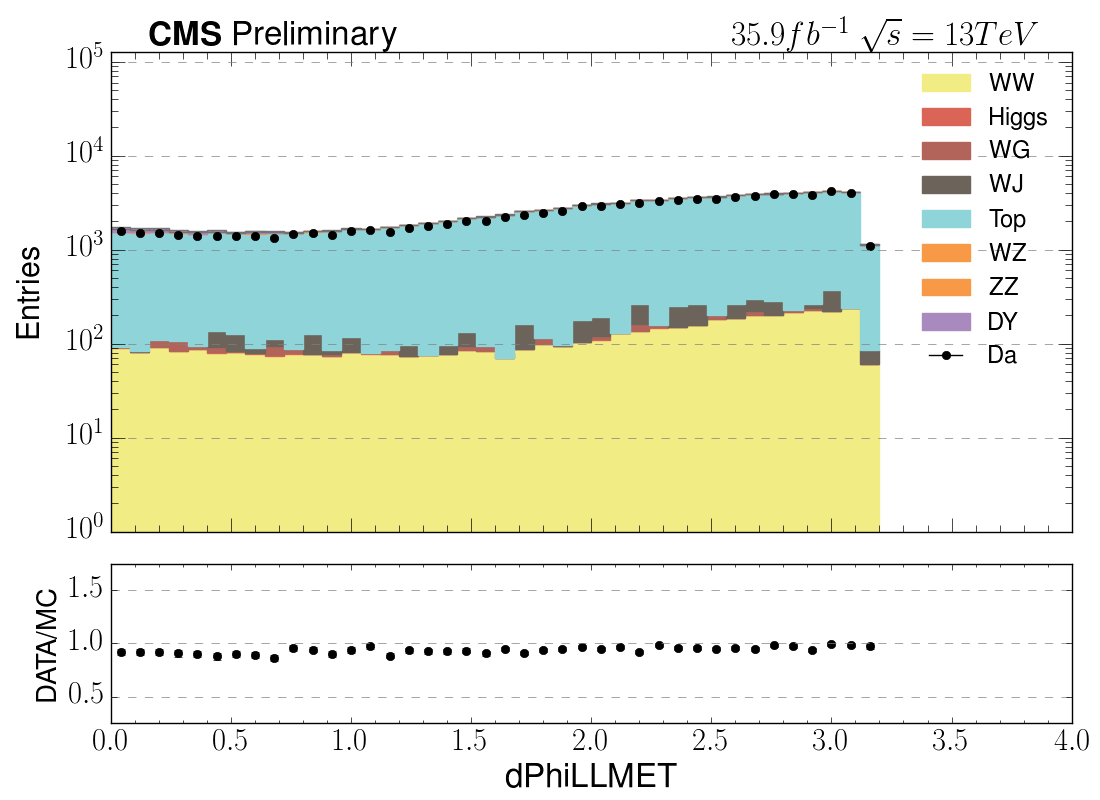 CMS Preliminary 35.9fb⁻¹ √s = 13TeV
10⁵
10⁴
10³
10²
10¹
10⁰
Entries
WW
Higgs
WG
WJ
Top
WZ
ZZ
DY
Da
1.5
1.0
0.5
DATA/MC
0.0 0.5 1.0 1.5 2.0 2.5 3.0 3.5 4.0
dPhiLLMET